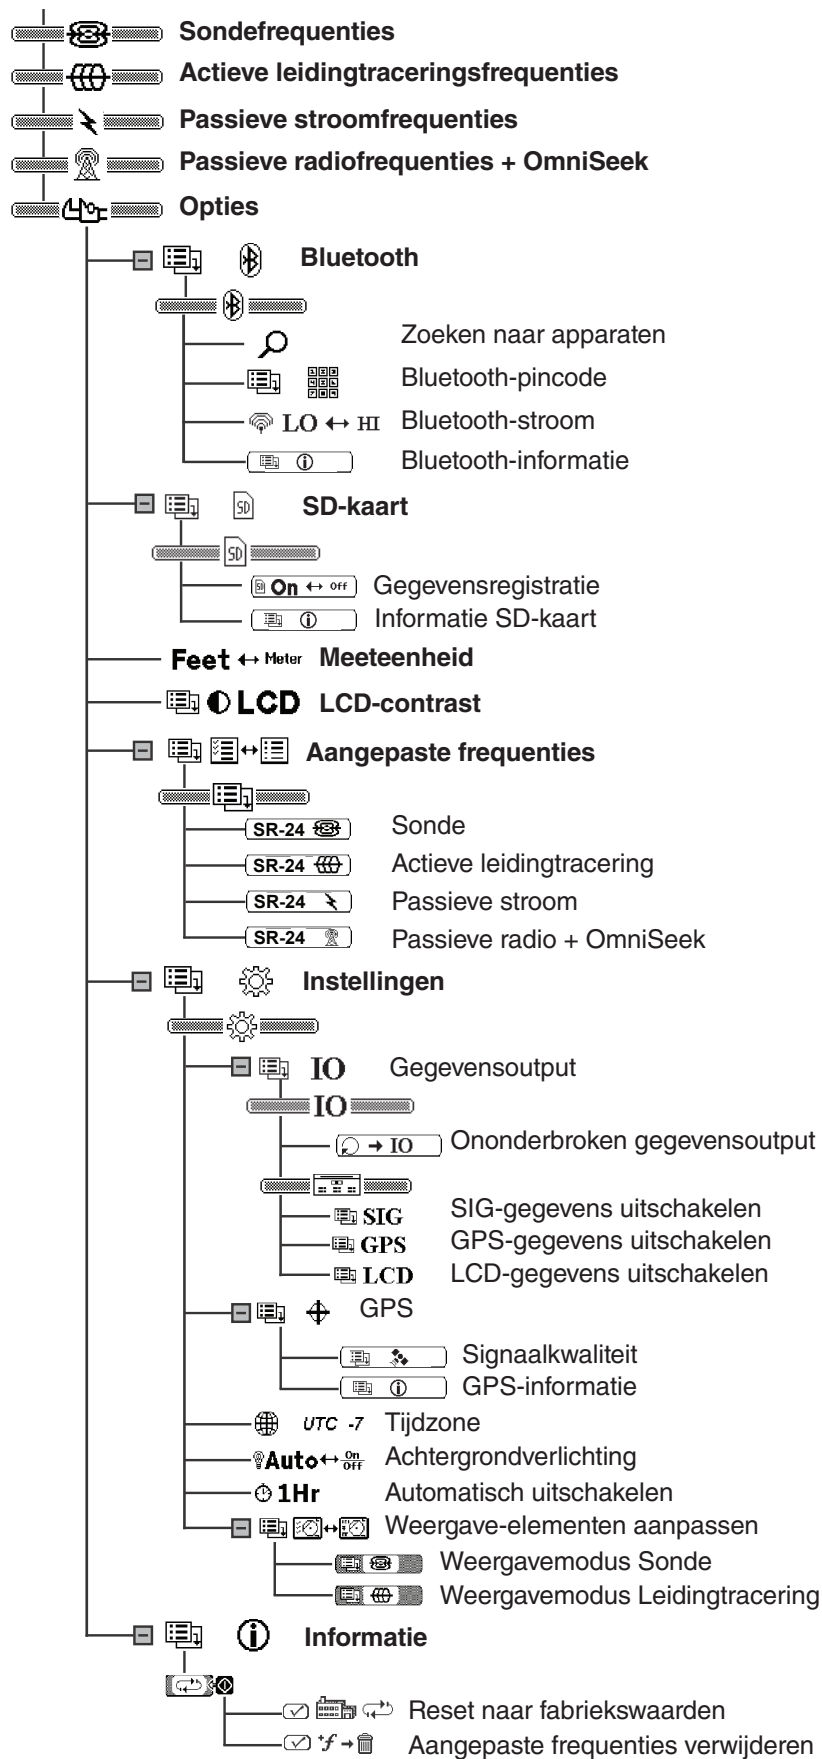 Sondefrequenties
Actieve leidingtraceringsfrequenties
Passieve stroomfrequenties
Passieve radiofrequenties + OmniSeek
Opties
Bluetooth
Zoeken naar apparaten
Bluetooth-pincode
LO ↔ HI Bluetooth-stroom
Bluetooth-informatie
SD SD-kaart
SD
On ↔ Off Gegevensregistratie
Informatie SD-kaart
Feet ↔ Meter Meeteenheid
LCD LCD-contrast
Aangepaste frequenties
SR-24 Sonde
SR-24 Actieve leidingtracering
SR-24 Passieve stroom
SR-24 Passieve radio + OmniSeek
Instellingen
IO Gegevensoutput
IO
→ IO Ononderbroken gegevensoutput
SIG SIG-gegevens uitschakelen
GPS GPS-gegevens uitschakelen
LCD LCD-gegevens uitschakelen
GPS
Signaalkwaliteit
GPS-informatie
UTC -7 Tijdzone
Auto ↔ On Off Achtergrondverlichting
1Hr Automatisch uitschakelen
Weergave-elementen aanpassen
Weergavemodus Sonde
Weergavemodus Leidingtracering
Informatie
Reset naar fabriekswaarden
+f → Aangepaste frequenties verwijderen